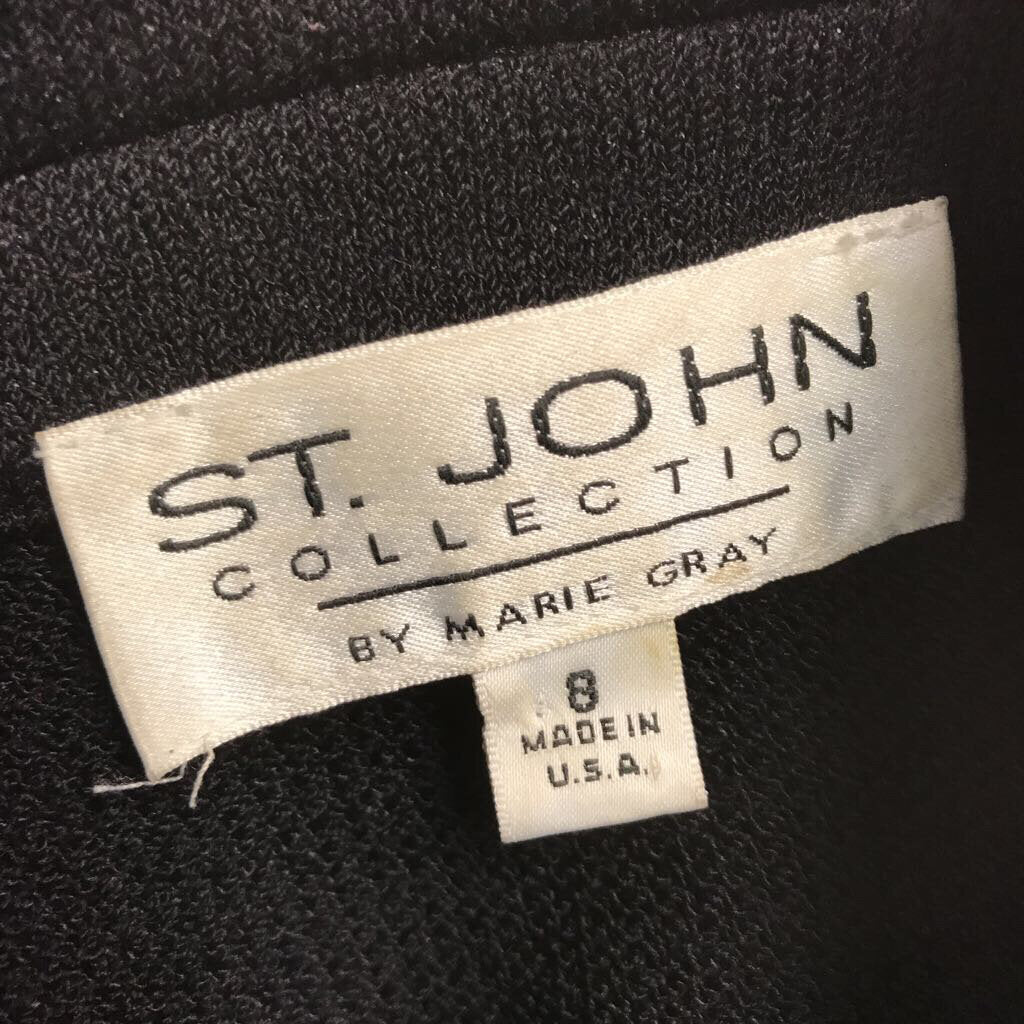 ST. JOHN
COLLECTION
BY MARIE GRAY
8
MADE IN
U.S.A.